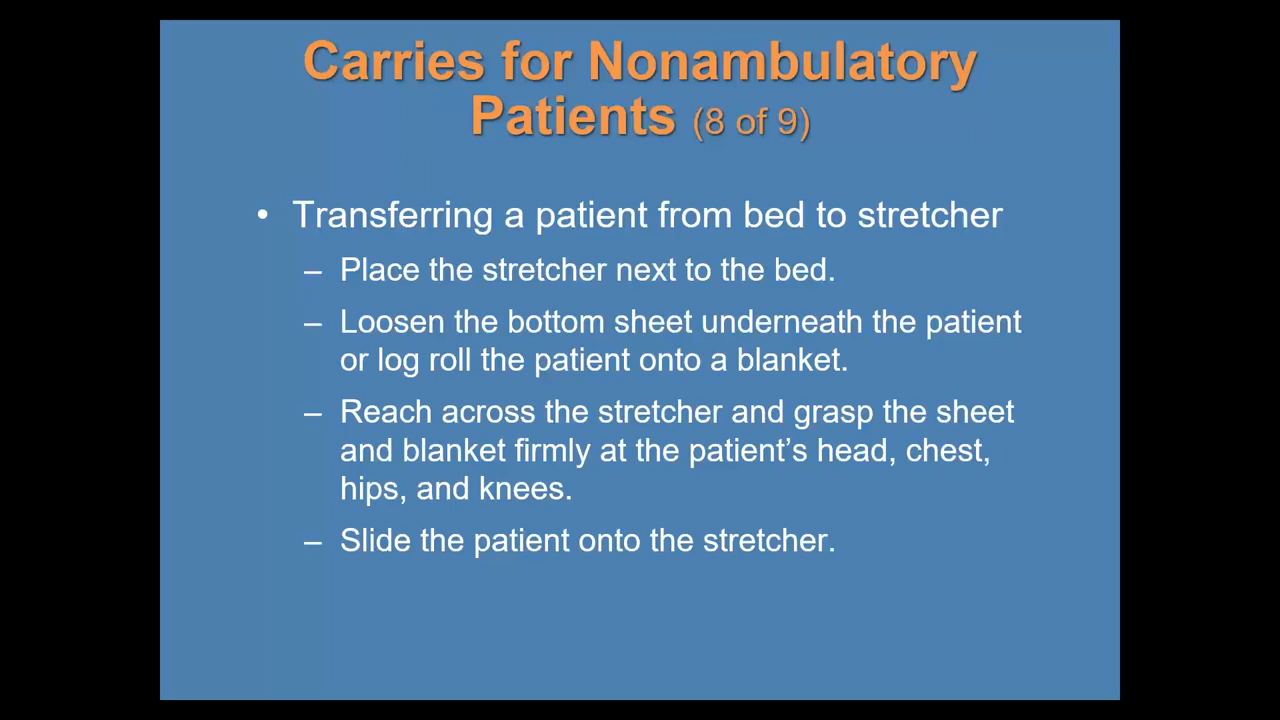 Carries for Nonambulatory
Patients (8 of 9)
• Transferring a patient from bed to stretcher
– Place the stretcher next to the bed.
– Loosen the bottom sheet underneath the patient
or log roll the patient onto a blanket.
– Reach across the stretcher and grasp the sheet
and blanket firmly at the patient’s head, chest,
hips, and knees.
– Slide the patient onto the stretcher.